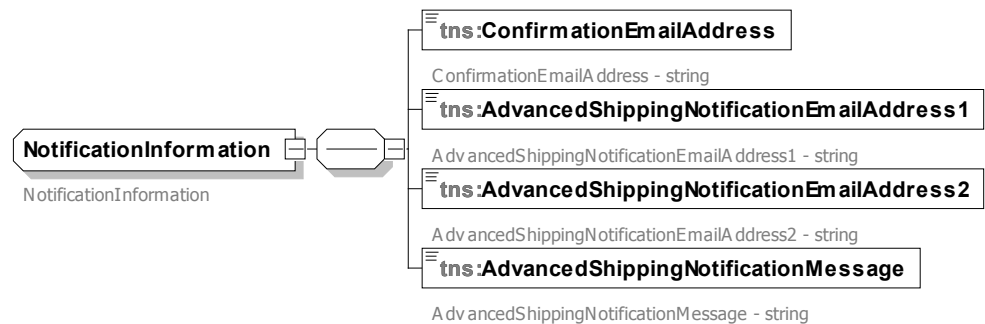 tns:ConfirmationEmailAddress
ConfirmationEmailAddress - string
tns:AdvancedShippingNotificationEmailAddress1
NotificationInformation
AdvancedShippingNotificationEmailAddress1 - string
NotificationInformation
tns:AdvancedShippingNotificationEmailAddress2
AdvancedShippingNotificationEmailAddress2 - string
tns:AdvancedShippingNotificationMessage
AdvancedShippingNotificationMessage - string